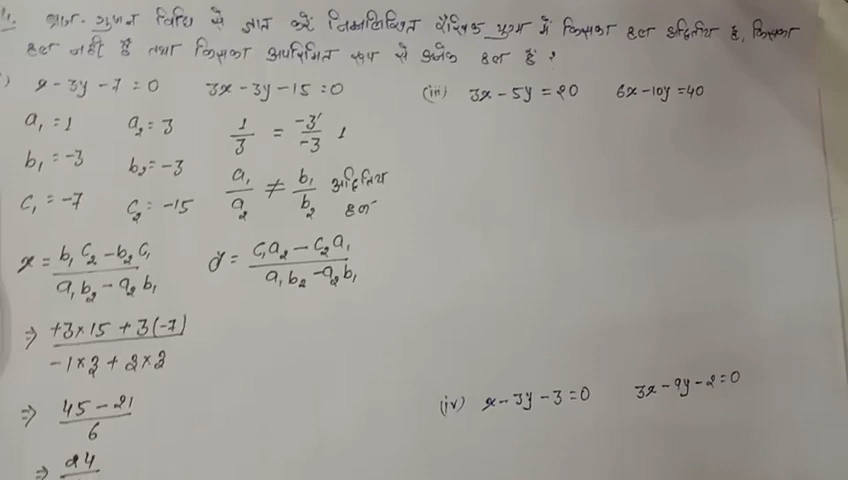 बज्र-गुणन विधि से ज्ञात करें निम्नलिखित रैखिक युग्म में किसका हल अद्वितीय है, किसका
हल नहीं है तथा किसका अपरिमित रूप से अनेक हल हैं ?
x - 3y - 7 = 0   3x - 3y - 15 = 0
a₁ = 1   a₂ = 3   1/3 = -3/-3 1
b₁ = -3   b₂ = -3
a₁/a₂ ≠ b₁/b₂ अद्वितिय हल
c₁ = -7   c₂ = -15
x = (b₁c₂ - b₂c₁)/(a₁b₂ - a₂b₁)   y = (c₁a₂ - c₂a₁)/(a₁b₂ - a₂b₁)
⇒ (+3×15 + 3(-7))/(-1×3 + 3×3)
⇒ (45 - 21)/6
⇒ 24
(iii) 3x - 5y = 20   6x - 10y = 40
(iv) x - 3y - 3 = 0   3x - 9y - 2 = 0